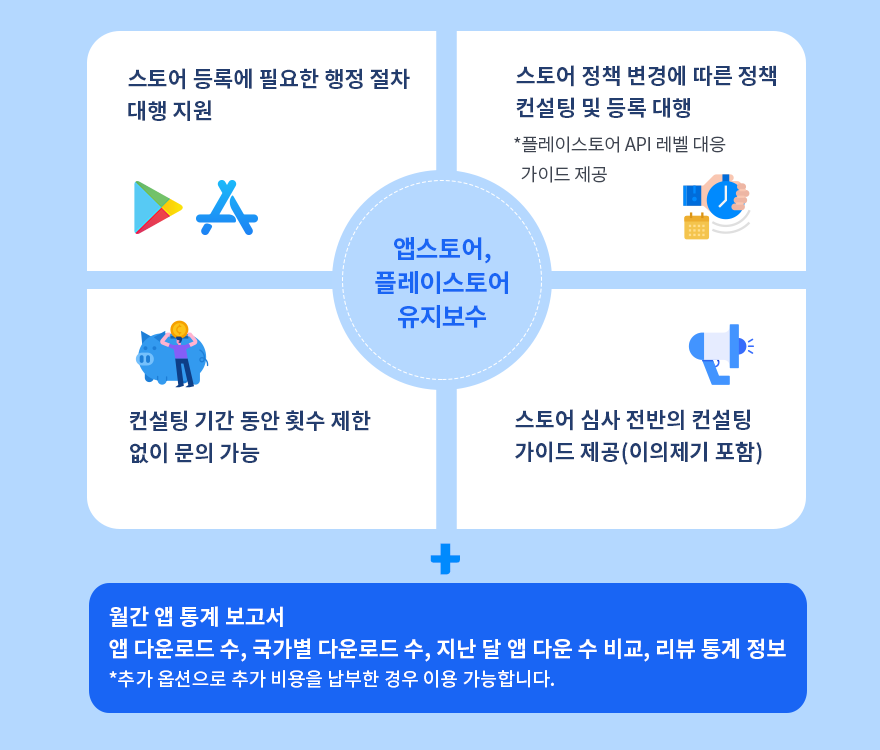 스토어 등록에 필요한 행정 절차
대행 지원
스토어 정책 변경에 따른 정책
컨설팅 및 등록 대행
*플레이스토어 API 레벨 대응
가이드 제공
앱스토어,
플레이스토어
유지보수
컨설팅 기간 동안 횟수 제한
없이 문의 가능
스토어 심사 전반의 컨설팅
가이드 제공(이의제기 포함)
월간 앱 통계 보고서
앱 다운로드 수, 국가별 다운로드 수, 지난 달 앱 다운 수 비교, 리뷰 통계 정보
*추가 옵션으로 추가 비용을 납부한 경우 이용 가능합니다.